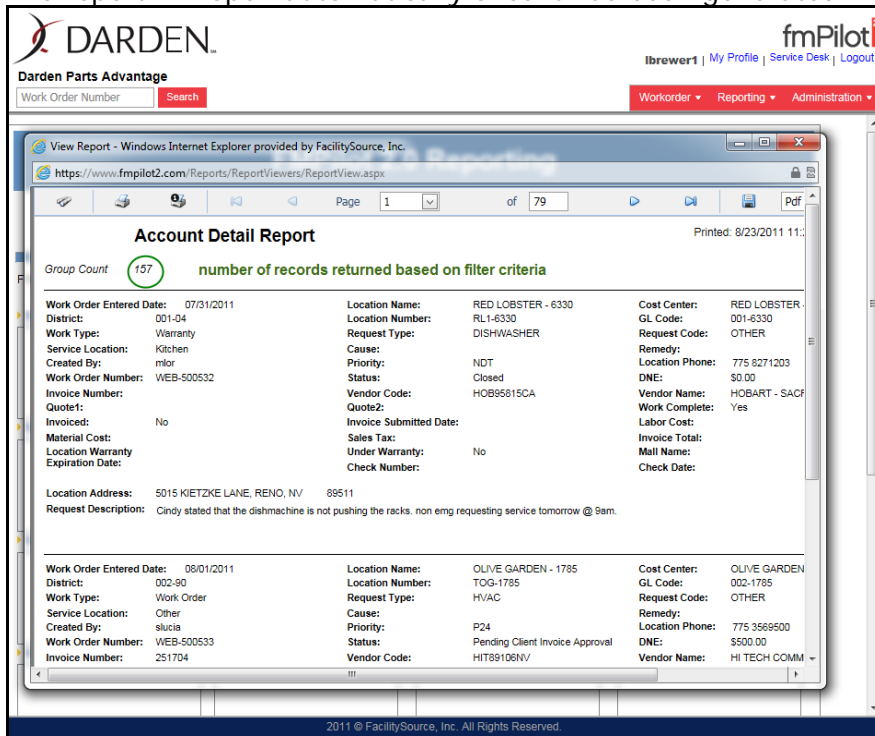 DARDEN
fmPilot
lbrewer1 | My Profile | Service Desk | Logout
Darden Parts Advantage
Work Order Number Search Workorder Reporting Administration
View Report - Windows Internet Explorer provided by FacilitySource, Inc.
https://www.fmpilot2.com/Reports/ReportViewers/ReportView.aspx
Page 1 of 79 Pdf
Account Detail Report Printed: 8/23/2011 11:
Group Count 157 number of records returned based on filter criteria
Work Order Entered Date: 07/31/2011 Location Name: RED LOBSTER - 6330 Cost Center: RED LOBSTER
District: 001-04 Location Number: RL1-6330 GL Code: 001-6330
Work Type: Warranty Request Type: DISHWASHER Request Code: OTHER
Service Location: Kitchen Cause: Remedy:
Created By: mlor Priority: NDT Location Phone: 775 8271203
Work Order Number: WEB-500532 Status: Closed DNE: $0.00
Invoice Number: Vendor Code: HOB95815CA Vendor Name: HOBART - SACR
Quote1: Quote2: Work Complete: Yes
Invoiced: No Invoice Submitted Date: Labor Cost:
Material Cost: Sales Tax: Invoice Total:
Location Warranty Expiration Date: Under Warranty: No Mall Name:
Check Number: Check Date:
Location Address: 5015 KIETZKE LANE, RENO, NV 89511
Request Description: Cindy stated that the dishmachine is not pushing the racks. non emg requesting service tomorrow @ 9am.
Work Order Entered Date: 08/01/2011 Location Name: OLIVE GARDEN - 1785 Cost Center: OLIVE GARDEN
District: 002-90 Location Number: TOG-1785 GL Code: 002-1785
Work Type: Work Order Request Type: HVAC Request Code: OTHER
Service Location: Other Cause: Remedy:
Created By: slucia Priority: P24 Location Phone: 775 3569500
Work Order Number: WEB-500533 Status: Pending Client Invoice Approval DNE: $500.00
Invoice Number: 251704 Vendor Code: HIT89106NV Vendor Name: HI TECH COMM
2011 © FacilitySource, Inc. All Rights Reserved.